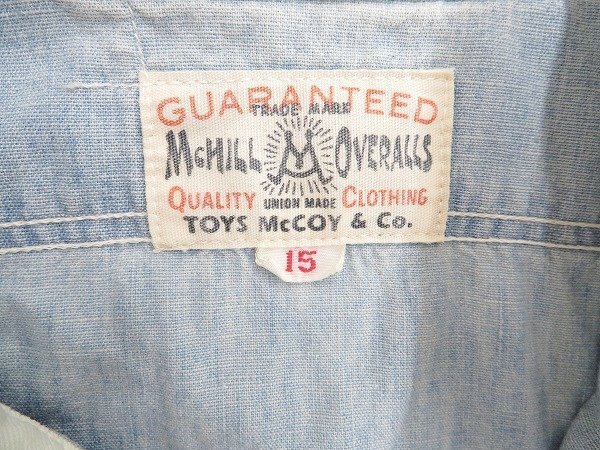 GUARANTEED
TRADE MARK
McHILL M OVERALLS
QUALITY UNION MADE CLOTHING
TOYS McCOY & Co.
15